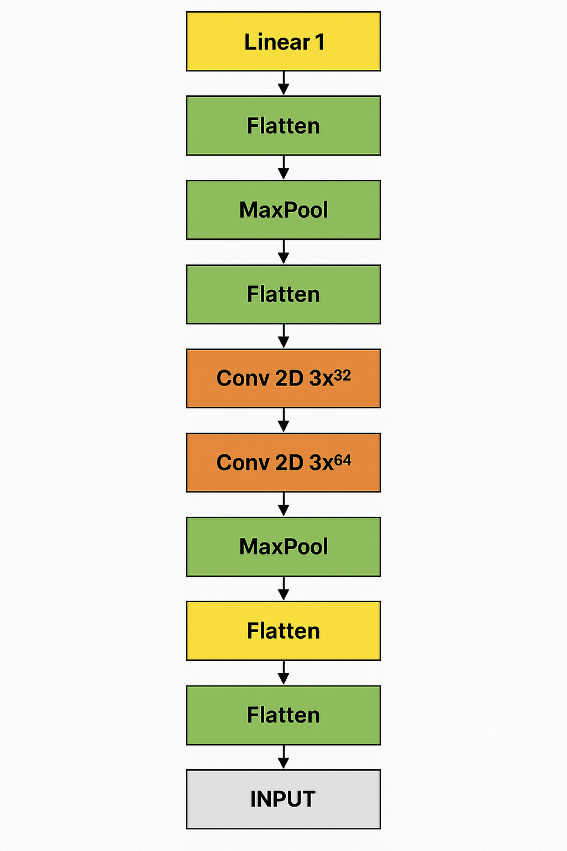 Linear 1
Flatten
MaxPool
Flatten
Conv 2D 3x³²
Conv 2D 3x⁶⁴
MaxPool
Flatten
Flatten
INPUT